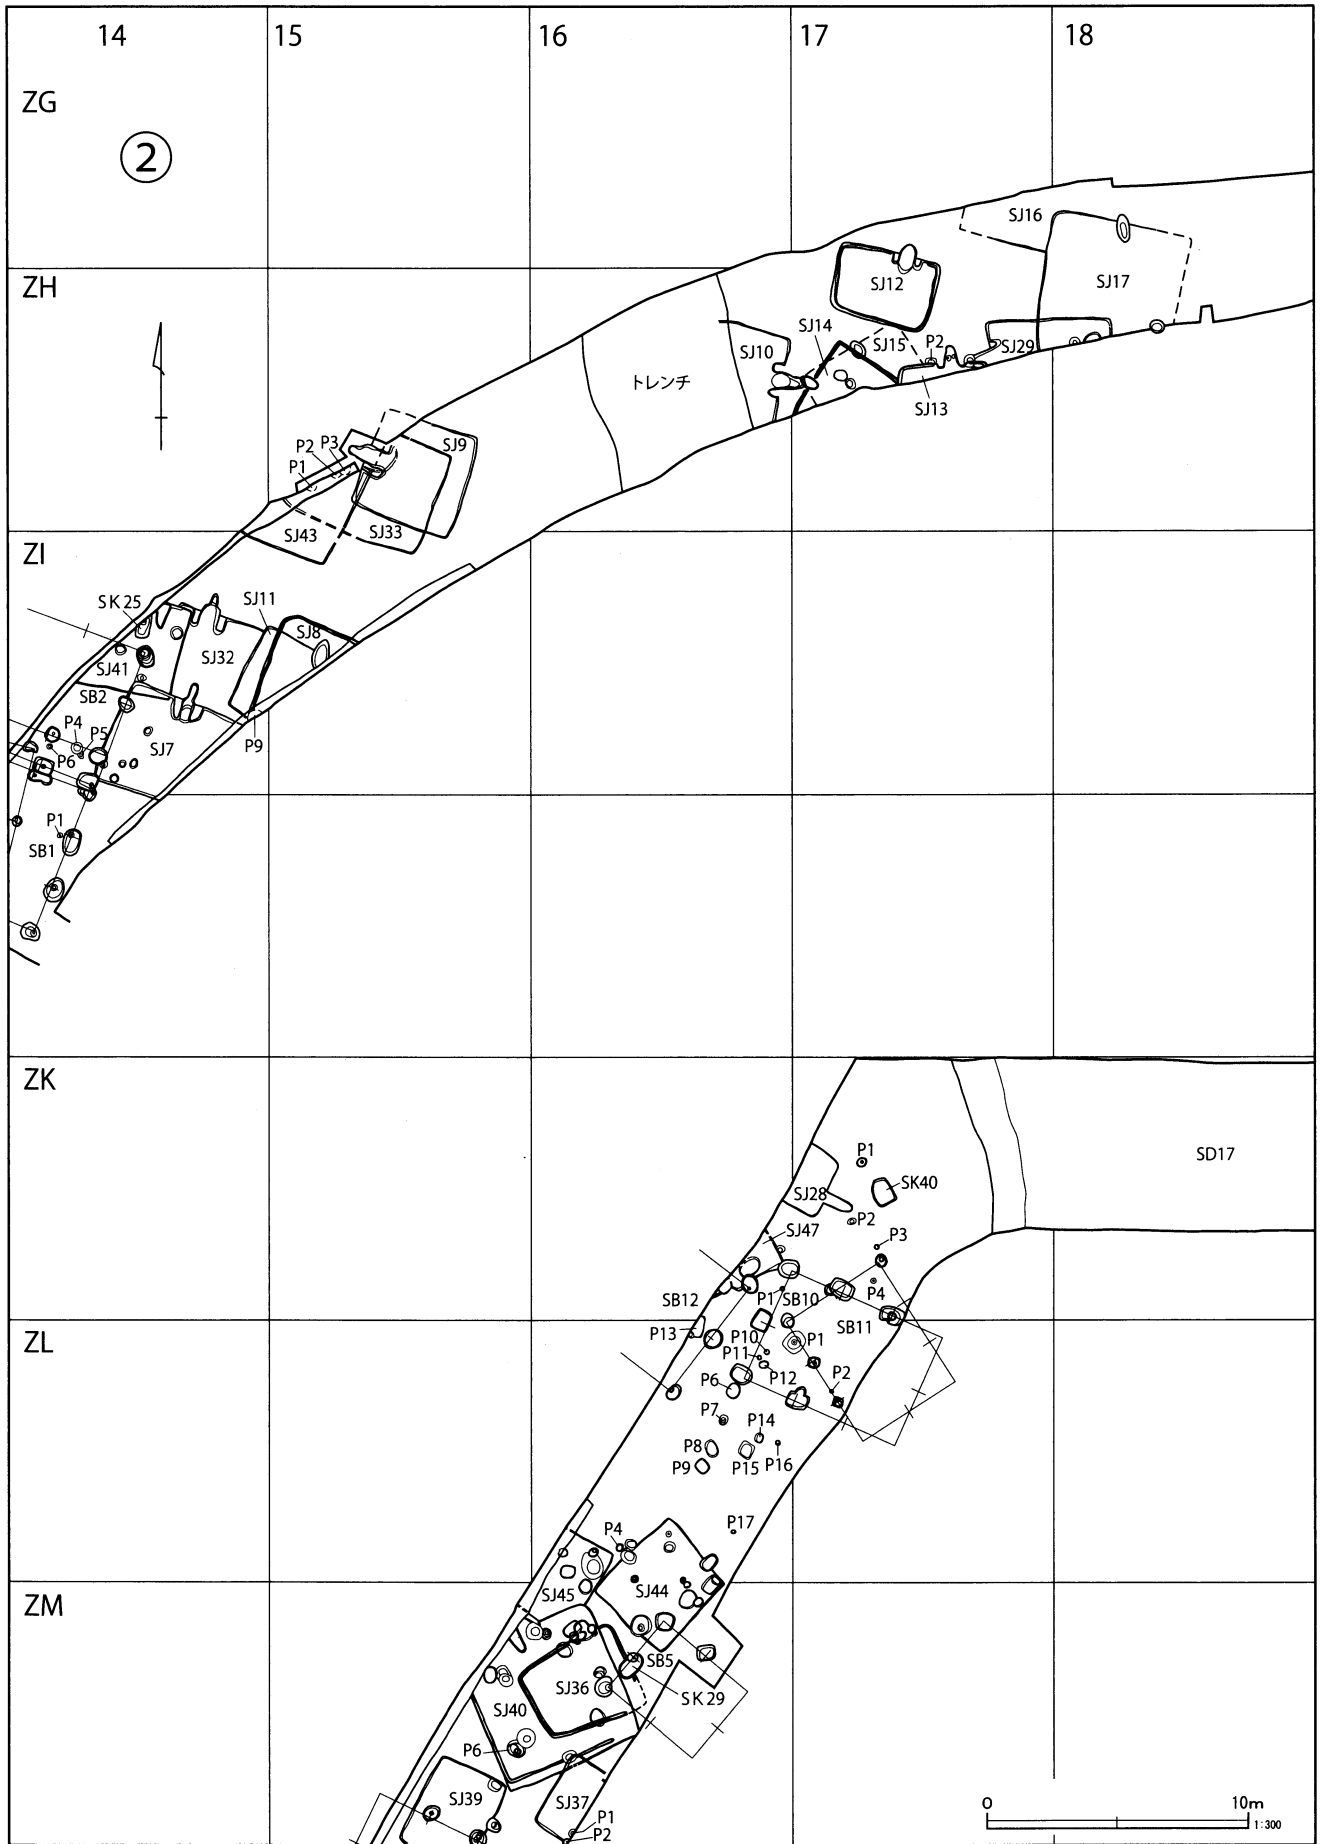 14
15
16
17
18
ZG
②
SJ16
ZH
SJ12
SJ17
SJ14
SJ15
P2
SJ29
SJ10
トレンチ
SJ13
SJ9
P3
P2
P1
SJ43
SJ33
ZI
SK25
SJ11
SJ8
SJ41
SJ32
SB2
P4
P5
SJ7
P9
P6
P1
SB1
ZK
P1
SD17
SK40
SJ28
P2
SJ47
P3
P4
P1
SB10
SB12
SB11
P13
ZL
P10
P1
P11
P12
P6
P2
P7
P14
P8
P15
P16
P9
P17
P4
SJ45
SJ44
ZM
SB5
SJ36
SK29
SJ40
P6
SJ39
SJ37
P1
P2
0
10m
1:300